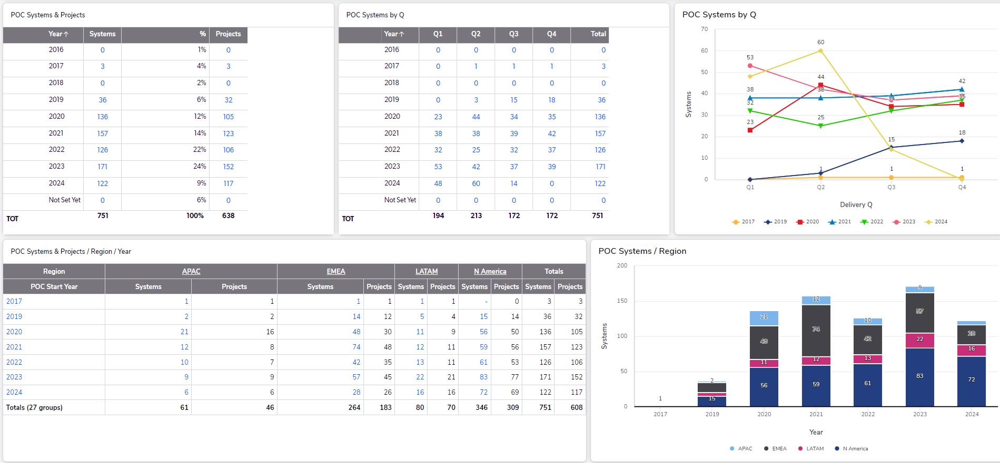 POC Systems & Projects
Year↑ Systems % Projects
2016 0 1% 0
2017 3 4% 3
2018 0 2% 0
2019 36 6% 32
2020 136 12% 105
2021 157 14% 123
2022 126 22% 106
2023 171 24% 152
2024 122 9% 117
Not Set Yet 0 6% 0
TOT 751 100% 638
POC Systems by Q
Year↑ Q1 Q2 Q3 Q4 Total
2016 0 0 0 0 0
2017 0 1 1 1 3
2018 0 0 0 0 0
2019 0 3 15 18 36
2020 23 44 34 35 136
2021 38 38 39 42 157
2022 32 25 32 37 126
2023 53 42 37 39 171
2024 48 60 14 0 122
Not Set Yet 0 0 0 0 0
TOT 194 213 172 172 751
POC Systems by Q
Systems
70
60
50
40
30
20
10
0
53
38
32
23
60
44
38
25
1
34
15
1
42
35
18
1
Q1 Q2 Q3 Q4
Delivery Q
2017 2019 2020 2021 2022 2023 2024
POC Systems & Projects / Region / Year
Region APAC EMEA LATAM N America Totals
POC Start Year Systems Projects Systems Projects Systems Projects Systems Projects Systems Projects
2017 1 1 1 1 1 1 - 0 3 3
2019 2 2 14 12 5 4 15 14 36 32
2020 21 16 48 30 11 9 56 50 136 105
2021 12 8 74 48 12 11 59 56 157 123
2022 10 7 42 35 13 11 61 53 126 106
2023 9 9 57 45 22 21 83 77 171 152
2024 6 6 28 26 16 16 72 69 122 117
Totals (27 groups) 61 46 264 183 80 70 346 309 751 608
POC Systems / Region
Systems
200
150
100
50
0
1
2
15
21
48
11
56
12
74
12
59
10
42
13
61
9
57
22
83
28
16
72
2017 2019 2020 2021 2022 2023 2024
Year
APAC EMEA LATAM N America